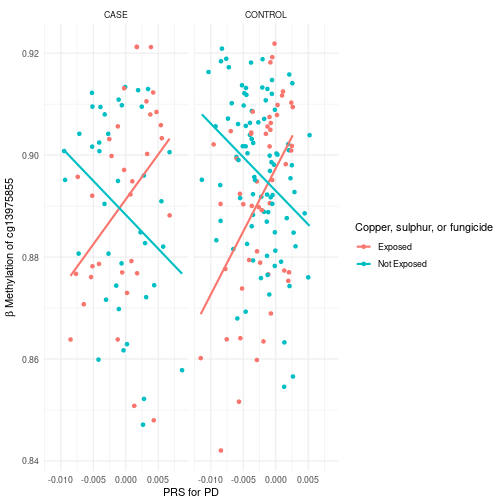 CASE
CONTROL
0.92
0.90
0.88
0.86
0.84
β Methylation of cg13975855
-0.010 -0.005 0.000 0.005
-0.010 -0.005 0.000 0.005
PRS for PD
Copper, sulphur, or fungicide
Exposed
Not Exposed